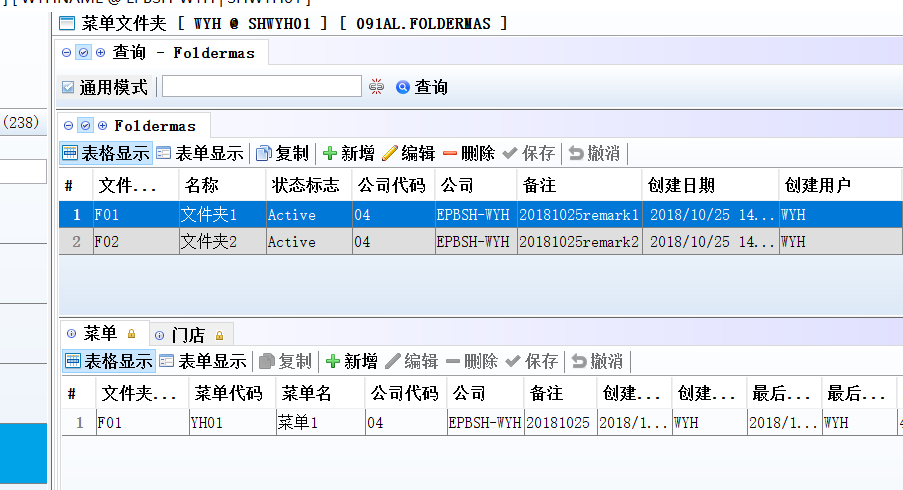 ] [ WYHNAME @ EPBSH-WYH | SHWYH01 ]
菜单文件夹 [ WYH @ SHWYH01 ] [ 091AL.FOLDERMAS ]
查询 - Foldermas
通用模式 查询
(238)
Foldermas
表格显示 表单显示 复制 新增 编辑 删除 保存 撤消
# 文件... 名称 状态标志 公司代码 公司 备注 创建日期 创建用户
1 F01 文件夹1 Active 04 EPBSH-WYH 20181025remark1 2018/10/25 14... WYH
2 F02 文件夹2 Active 04 EPBSH-WYH 20181025remark2 2018/10/25 14... WYH
菜单 门店
表格显示 表单显示 复制 新增 编辑 删除 保存 撤消
# 文件夹... 菜单代码 菜单名 公司代码 公司 备注 创建... 创建... 最后... 最后...
1 F01 YH01 菜单1 04 EPBSH-WYH 20181025 2018/1... WYH 2018/1... WYH